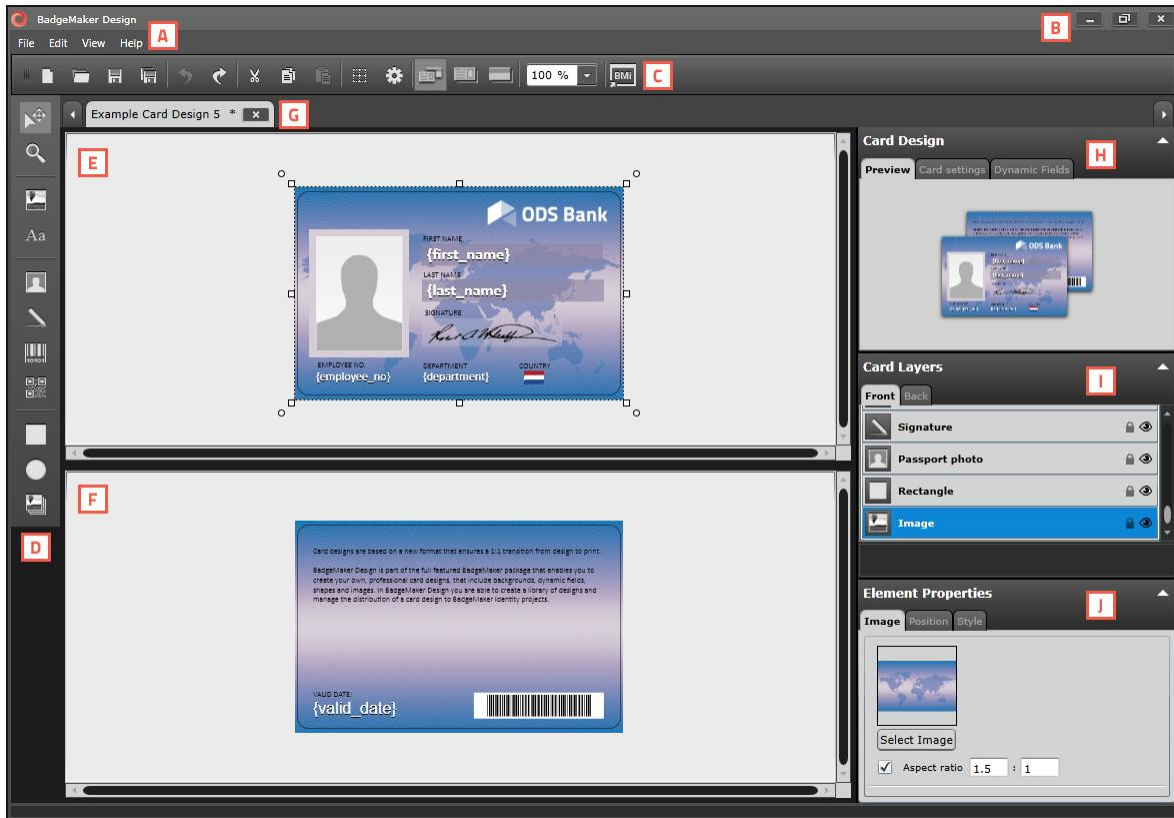 BadgeMaker Design
B
File Edit View Help
A
100 %
BMi
C
Example Card Design 5 * x
G
E
ODS Bank
FIRST NAME
{first_name}
LAST NAME
{last_name}
SIGNATURE
EMPLOYEE NO.
{employee_no}
DEPARTMENT
{department}
COUNTRY
Aa
10101
D
F
Card designs are based on a new format that ensures a 1:1 transition from design to print.
BadgeMaker Design is part of the full featured BadgeMaker package that enables you to
create your own, professional card designs, that include backgrounds, dynamic fields,
shapes and images. In BadgeMaker Design you are able to create a library of designs and
manage the distribution of a card design to BadgeMaker Identity projects.
VALID DATE:
{valid_date}
Card Design
H
Preview Card settings Dynamic Fields
ODS Bank
Card Layers
I
Front Back
Signature
Passport photo
Rectangle
Image
Element Properties
J
Image Position Style
Select Image
Aspect ratio 1.5 : 1